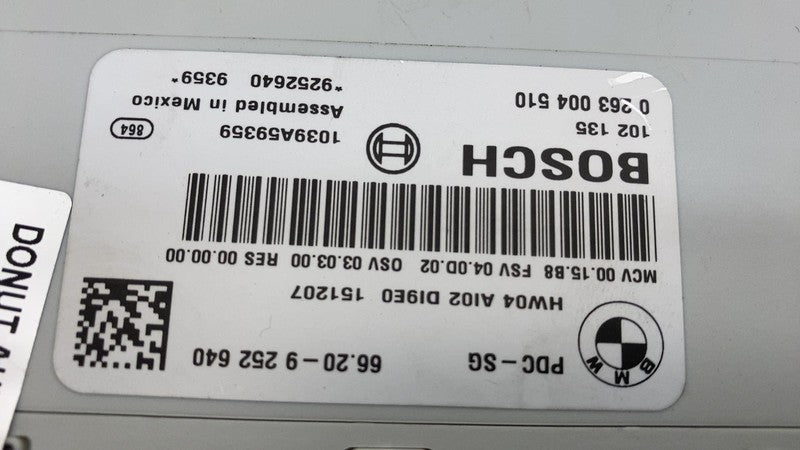 BMW
PDC-SG 66.20-9 252 640
HW04 AI02 DI9E0 151207
MCV 00.15.B8 FSV 04.0D.02 OSV 03.03.00 RES 00.00.00
BOSCH
102 135 1039A59359 864
0 263 004 510 Assembled in Mexico
*9252640 9359*
DONUT